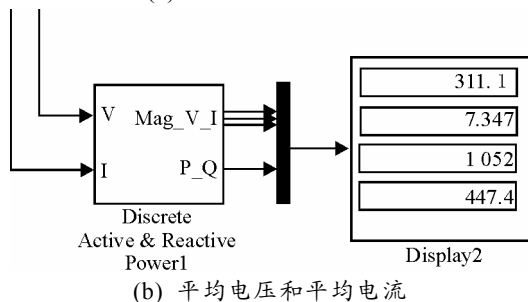 V
Mag_V_I
I
P_Q
Discrete
Active & Reactive
Power1
311. 1
7.347
1 052
447.4
Display2
(b) 平均电压和平均电流